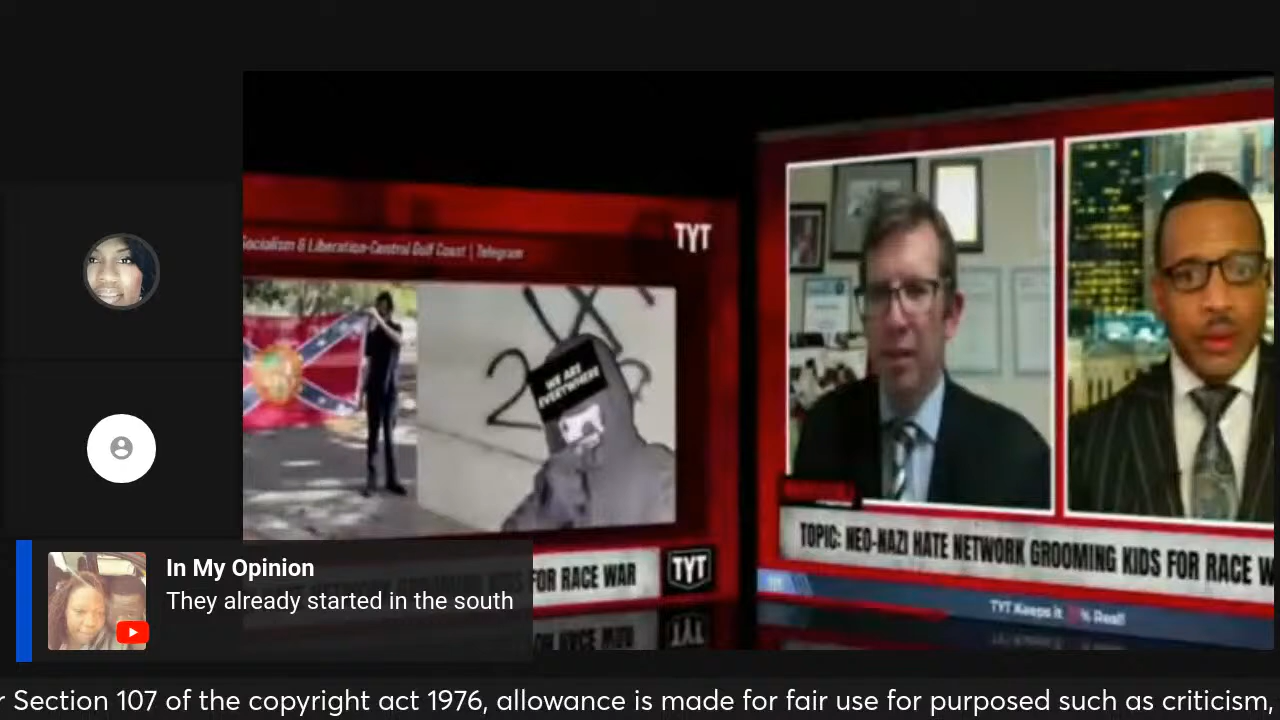 TYT
Socialism & Liberation-Central Gulf Coast | Telegram
WE ARE
EVERYWHERE
2
FOR RACE WAR
TYT
TOPIC: NEO-NAZI HATE NETWORK GROOMING KIDS FOR RACE W
TYT Keeps it % Real!
In My Opinion
They already started in the south
r Section 107 of the copyright act 1976, allowance is made for fair use for purposed such as criticism,